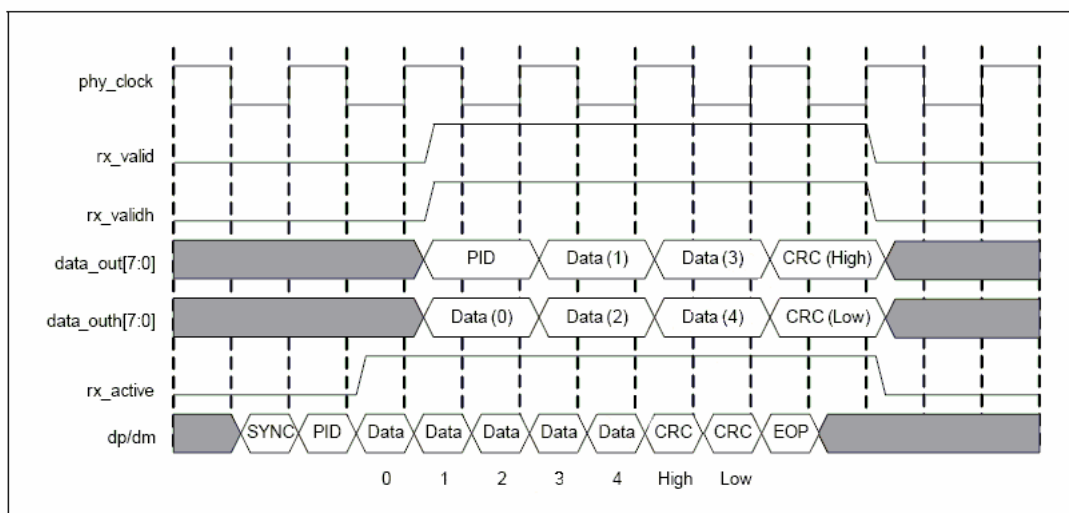 phy_clock
rx_valid
rx_validh
data_out[7:0] PID Data (1) Data (3) CRC (High)
data_outh[7:0] Data (0) Data (2) Data (4) CRC (Low)
rx_active
dp/dm SYNC PID Data Data Data Data Data CRC CRC EOP
0 1 2 3 4 High Low